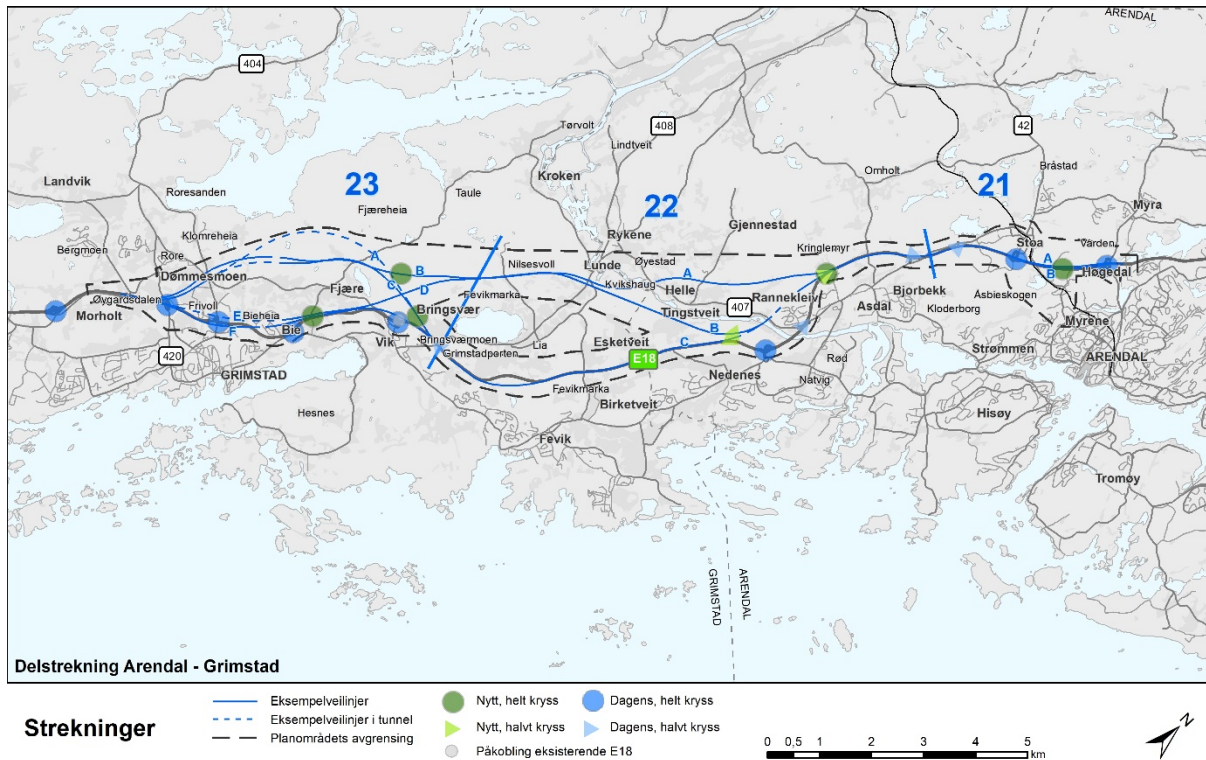 ARENDAL
404
Tørvolt
408
42
Lindtveit
Bråstad
Landvik
Roresanden
23
Taule
Kroken
Omholt
21
Fjæreheia
22
Myra
Bergmoen
Klomreheia
Rykene
Gjennestad
Rore
Nilsesvoll
Lunde
Øyestad
Kringlemyr
Stoa
Varden
Dømmesmoen
A
B
Kvikshaug
A
Helle
A
B
Høgedal
Øygardsdalen
Frivoll
Fjære
C
D
Fevikmarka
Rannekleiv
Bjorbekk
Åsbieskogen
Morholt
E
Bieheia
Bringsvær
Tingstveit
407
Asdal
Kloderborg
Myrene
F
Bie
Vik
Bringsværmoen
Lia
Esketveit
B
C
Strømmen
ARENDAL
420
Grimstadporten
E18
Rød
GRIMSTAD
Nedenes
Natvig
Fevikmarka
Hesnes
Birketveit
Hisøy
Fevik
Tromøy
GRIMSTAD
ARENDAL
Delstrekning Arendal - Grimstad
Strekninger
Eksempelveilinjer
Eksempelveilinjer i tunnel
Planområdets avgrensing
Nytt, helt kryss
Nytt, halvt kryss
Påkobling eksisterende E18
Dagens, helt kryss
Dagens, halvt kryss
N
0 0,5 1 2 3 4 5
km